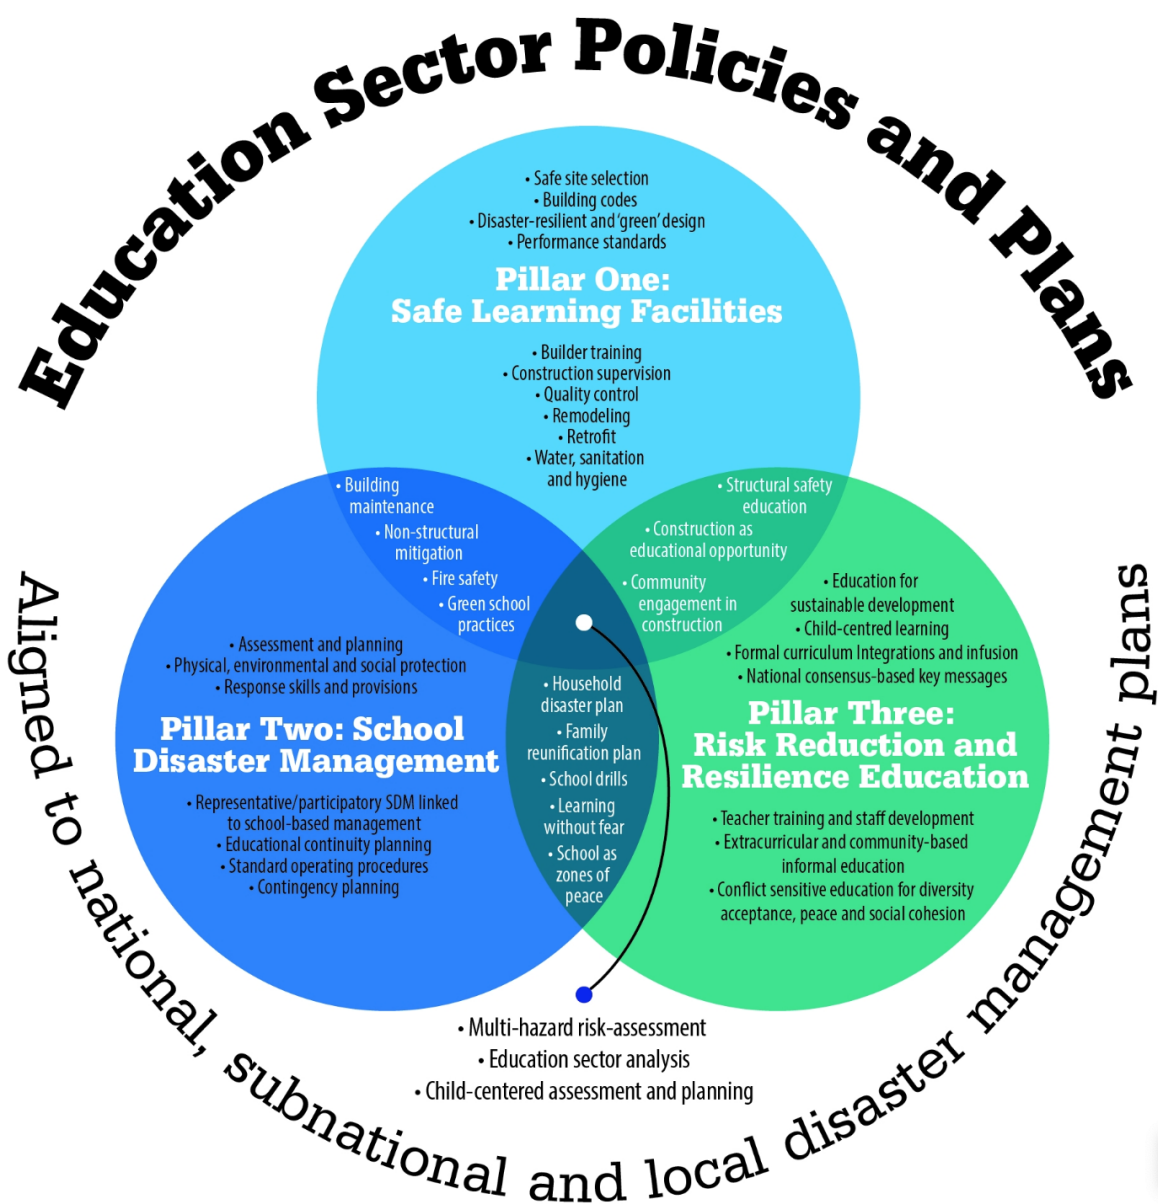 Education Sector Policies and Plans
• Safe site selection
• Building codes
• Disaster-resilient and 'green' design
• Performance standards
Pillar One:
Safe Learning Facilities
• Builder training
• Construction supervision
• Quality control
• Remodeling
• Retrofit
• Water, sanitation
and hygiene
• Building
maintenance
• Non-structural
mitigation
• Fire safety
• Green school
practices
• Structural safety
education
• Construction as
educational opportunity
• Community
engagement in
construction
• Assessment and planning
• Physical, environmental and social protection
• Response skills and provisions
Pillar Two: School
Disaster Management
• Representative/participatory SDM linked
to school-based management
• Educational continuity planning
• Standard operating procedures
• Contingency planning
• Household
disaster plan
• Family
reunification plan
• School drills
• Learning
without fear
• School as
zones of
peace
• Education for
sustainable development
• Child-centred learning
• Formal curriculum Integrations and infusion
• National consensus-based key messages
Pillar Three:
Risk Reduction and
Resilience Education
• Teacher training and staff development
• Extracurricular and community-based
informal education
• Conflict sensitive education for diversity
acceptance, peace and social cohesion
• Multi-hazard risk-assessment
• Education sector analysis
• Child-centered assessment and planning
Aligned to national, subnational and local disaster management plans